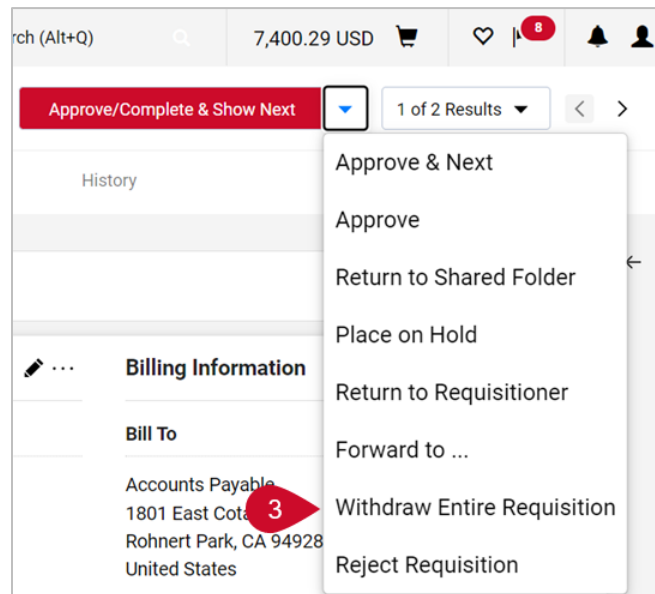 rch (Alt+Q)
7,400.29 USD
8
Approve/Complete & Show Next
1 of 2 Results
History
Approve & Next
Approve
Return to Shared Folder
Place on Hold
Return to Requisitioner
Forward to ...
Withdraw Entire Requisition
Reject Requisition
Billing Information
Bill To
Accounts Payable
1801 East Cota
3
Rohnert Park, CA 94928
United States